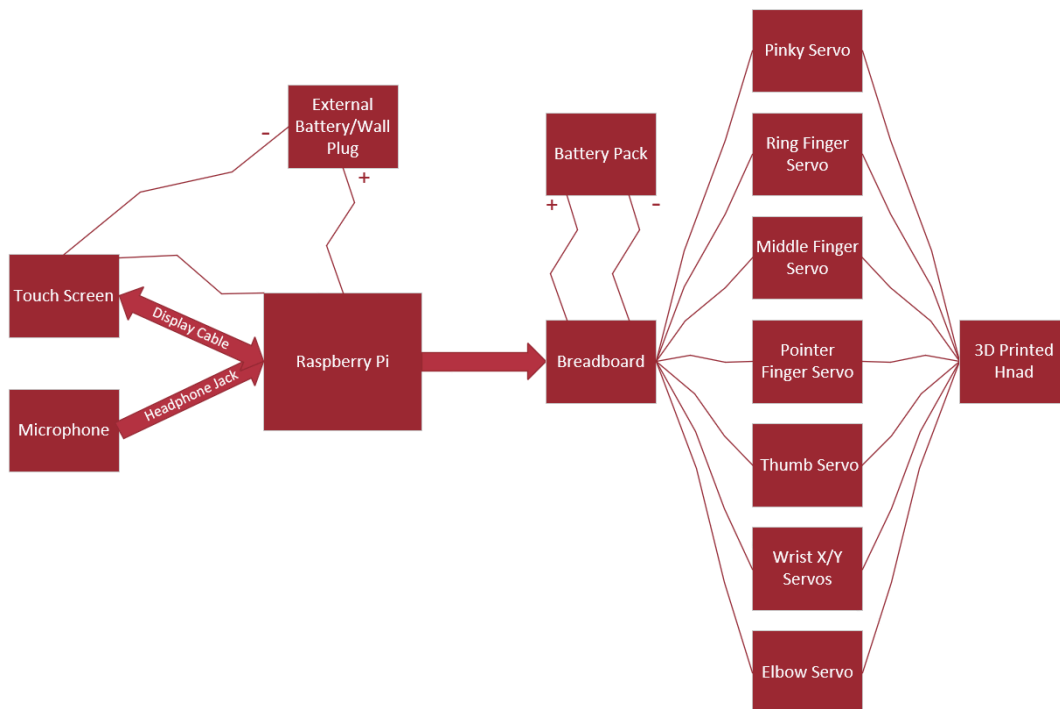 Pinky Servo
External
Battery/Wall
Plug
-
+
Battery Pack
+
-
Ring Finger
Servo
Middle Finger
Servo
Touch Screen
Display Cable
Raspberry Pi
Breadboard
Pointer
Finger Servo
3D Printed
Hnad
Headphone Jack
Microphone
Thumb Servo
Wrist X/Y
Servos
Elbow Servo